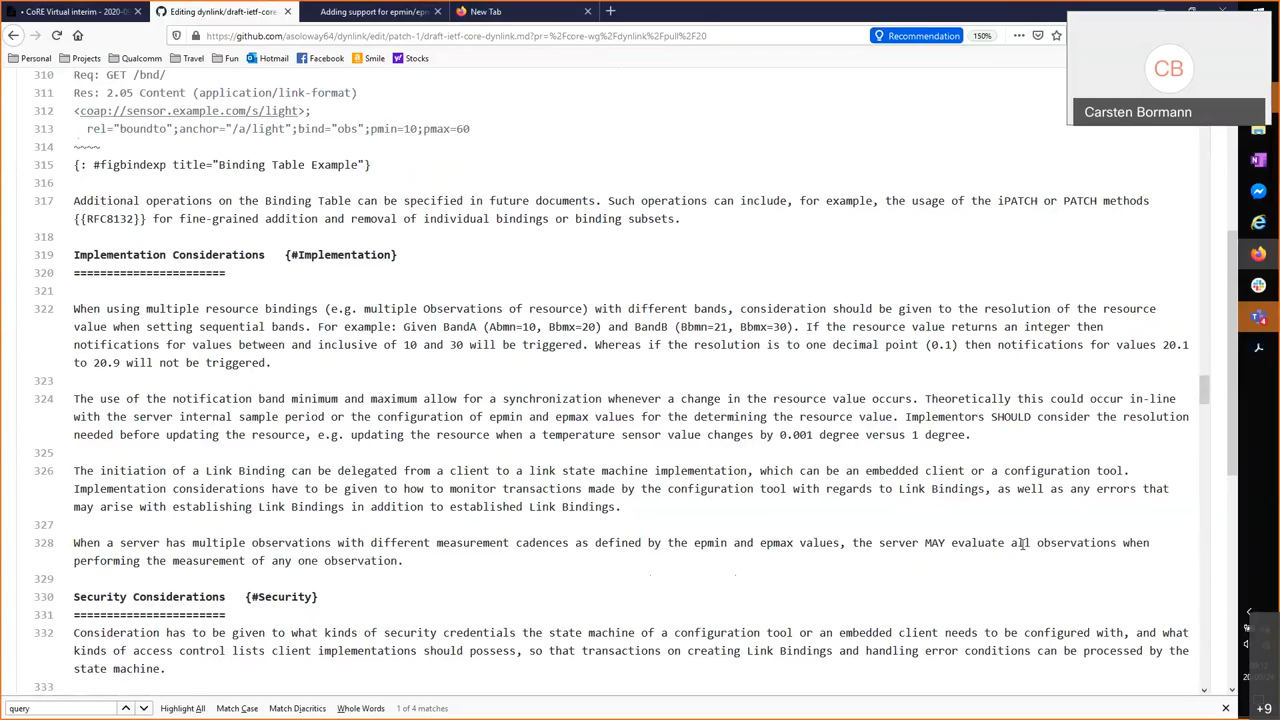 CoRE Virtual interim - 2020-0
Editing dynlink/draft-ietf-core-
Adding support for epmin/ep
New Tab
https://github.com/asoloway64/dynlink/edit/patch-1/draft-ietf-core-dynlink.md?pr=%2Fcore-wg%2Fdynlink%2Fpull%2F20
Recommendation
150%
Personal
Projects
Qualcomm
Travel
Fun
Hotmail
Facebook
Smile
Stocks
CB
Carsten Bormann
310 Req: GET /bnd/
311 Res: 2.05 Content (application/link-format)
312 <coap://sensor.example.com/s/light>;
313 rel="boundto";anchor="/a/light";bind="obs";pmin=10;pmax=60
314 ~~~~
315 {: #figbindexp title="Binding Table Example"}
316
317 Additional operations on the Binding Table can be specified in future documents. Such operations can include, for example, the usage of the iPATCH or PATCH methods
{{RFC8132}} for fine-grained addition and removal of individual bindings or binding subsets.
318
319 Implementation Considerations {#Implementation}
320 =======================
321
322 When using multiple resource bindings (e.g. multiple Observations of resource) with different bands, consideration should be given to the resolution of the resource
value when setting sequential bands. For example: Given BandA (Abmn=10, Bbmx=20) and BandB (Bbmn=21, Bbmx=30). If the resource value returns an integer then
notifications for values between and inclusive of 10 and 30 will be triggered. Whereas if the resolution is to one decimal point (0.1) then notifications for values 20.1
to 20.9 will not be triggered.
323
324 The use of the notification band minimum and maximum allow for a synchronization whenever a change in the resource value occurs. Theoretically this could occur in-line
with the server internal sample period or the configuration of epmin and epmax values for the determining the resource value. Implementors SHOULD consider the resolution
needed before updating the resource, e.g. updating the resource when a temperature sensor value changes by 0.001 degree versus 1 degree.
325
326 The initiation of a Link Binding can be delegated from a client to a link state machine implementation, which can be an embedded client or a configuration tool.
Implementation considerations have to be given to how to monitor transactions made by the configuration tool with regards to Link Bindings, as well as any errors that
may arise with establishing Link Bindings in addition to established Link Bindings.
327
328 When a server has multiple observations with different measurement cadences as defined by the epmin and epmax values, the server MAY evaluate all observations when
performing the measurement of any one observation.
329
330 Security Considerations {#Security}
331 =======================
332 Consideration has to be given to what kinds of security credentials the state machine of a configuration tool or an embedded client needs to be configured with, and what
kinds of access control lists client implementations should possess, so that transactions on creating Link Bindings and handling error conditions can be processed by the
state machine.
333
query
Highlight All
Match Case
Match Diacritics
Whole Words
1 of 4 matches
+9